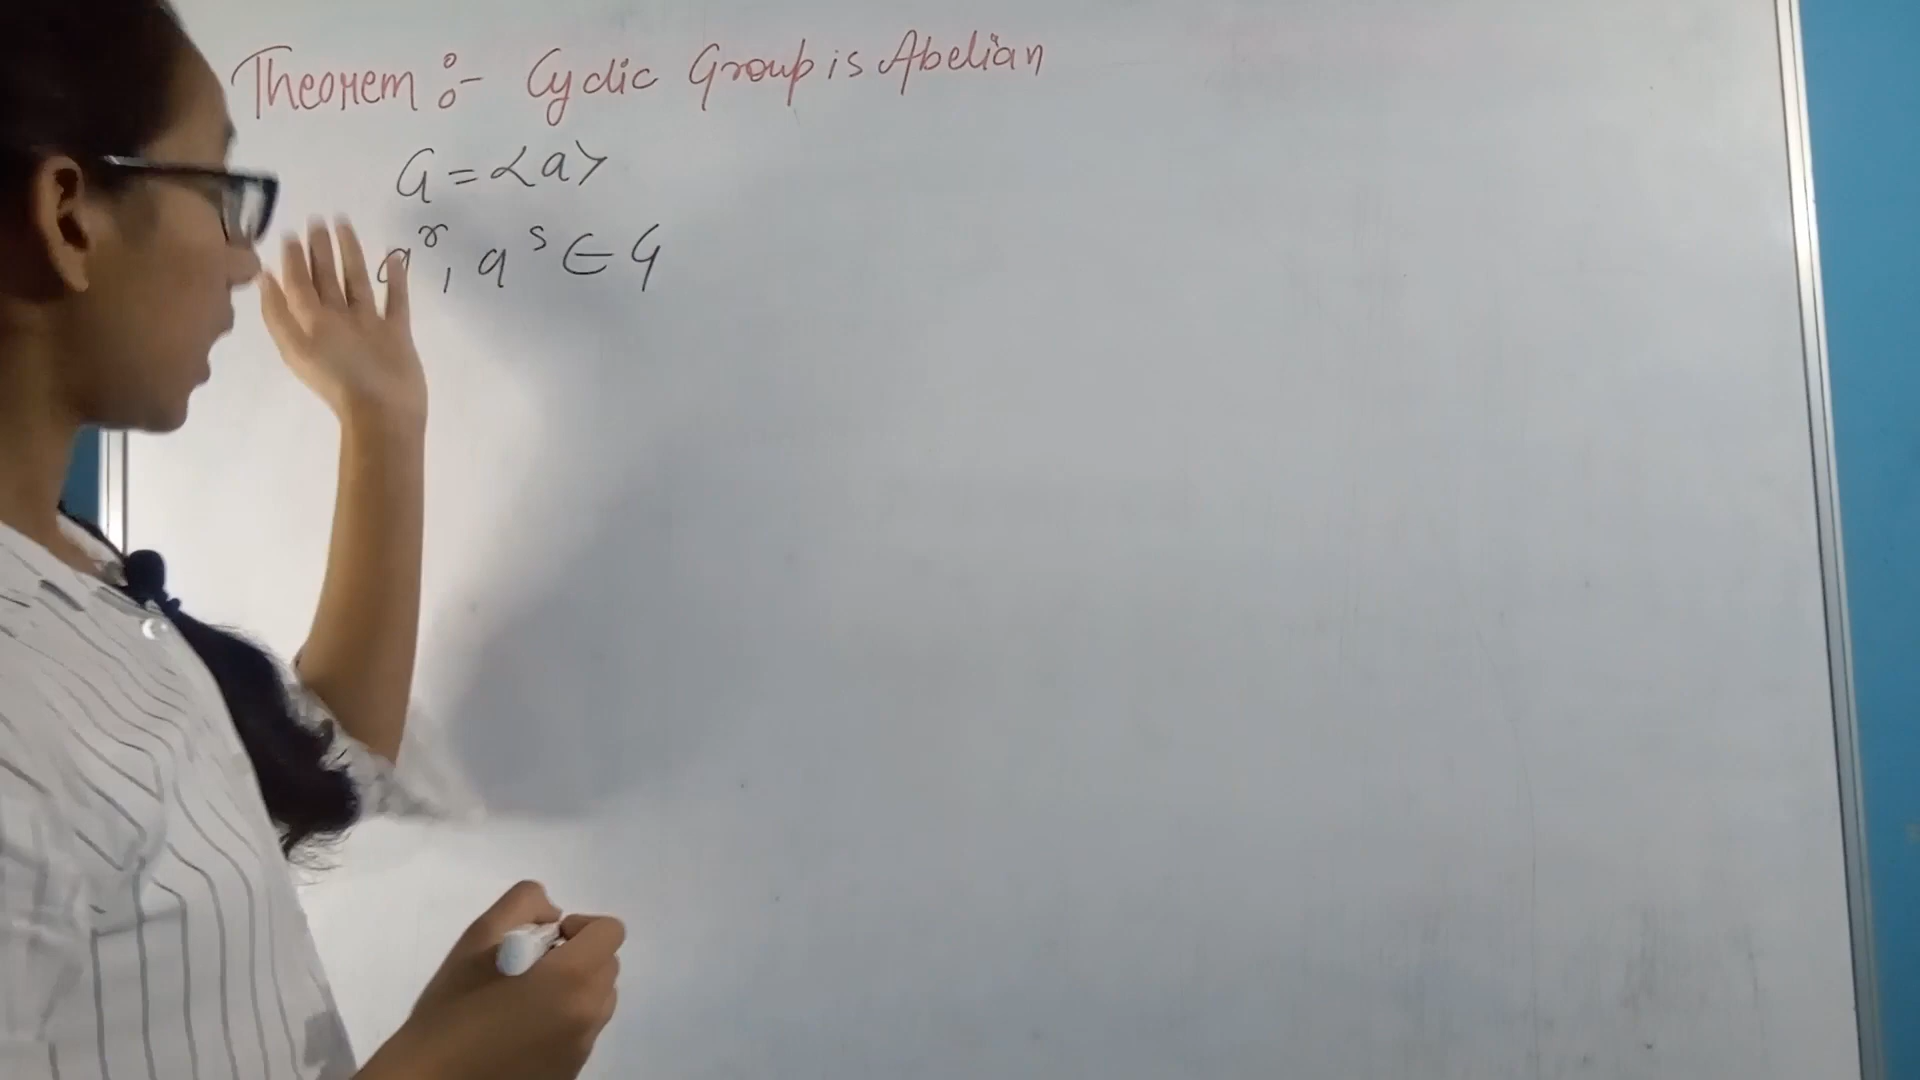 Theorem :- Cyclic Group is Abelian
G = <a>
a^r, a^s ∈ G